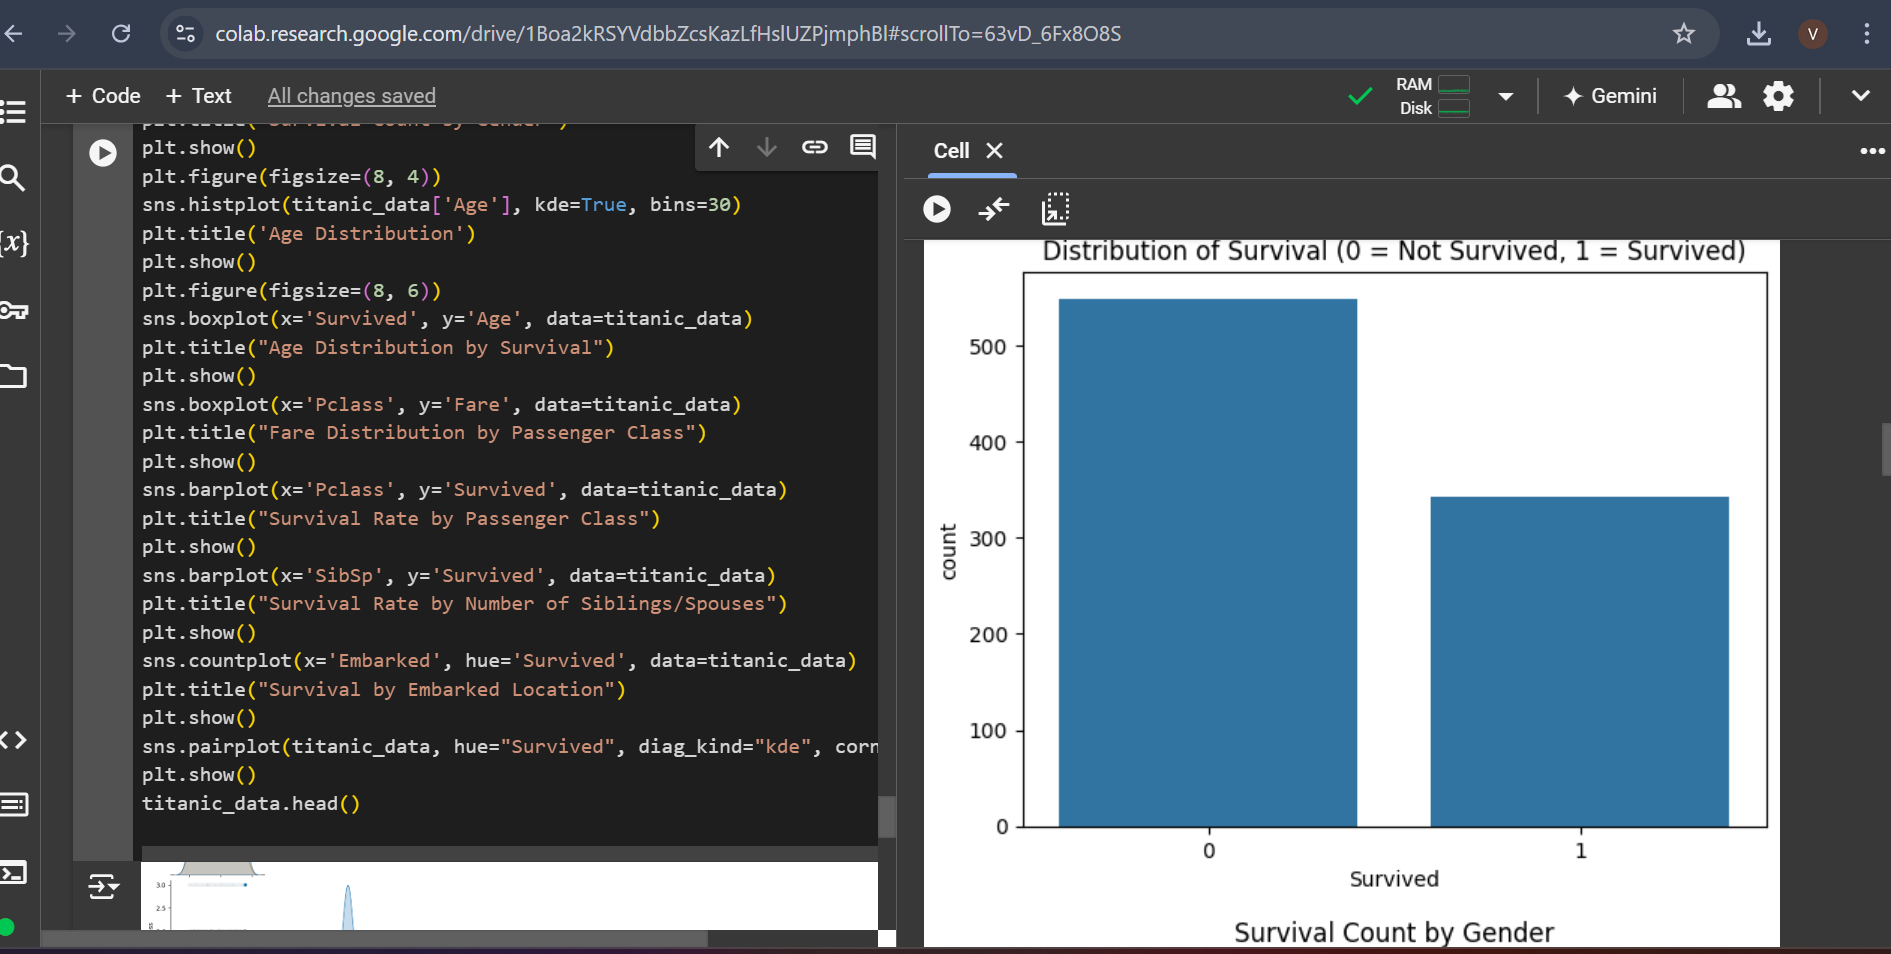 colab.research.google.com/drive/1Boa2kRSYVdbbZcsKazLfHslUZPjmphBl#scrollTo=63vD_6Fx8O8S
V
+ Code + Text All changes saved
RAM
Disk
Gemini
plt.title("Survival Count by Gender")
plt.show()
plt.figure(figsize=(8, 4))
sns.histplot(titanic_data['Age'], kde=True, bins=30)
plt.title('Age Distribution')
plt.show()
plt.figure(figsize=(8, 6))
sns.boxplot(x='Survived', y='Age', data=titanic_data)
plt.title("Age Distribution by Survival")
plt.show()
sns.boxplot(x='Pclass', y='Fare', data=titanic_data)
plt.title("Fare Distribution by Passenger Class")
plt.show()
sns.barplot(x='Pclass', y='Survived', data=titanic_data)
plt.title("Survival Rate by Passenger Class")
plt.show()
sns.barplot(x='SibSp', y='Survived', data=titanic_data)
plt.title("Survival Rate by Number of Siblings/Spouses")
plt.show()
sns.countplot(x='Embarked', hue='Survived', data=titanic_data)
plt.title("Survival by Embarked Location")
plt.show()
sns.pairplot(titanic_data, hue="Survived", diag_kind="kde", corn
plt.show()
titanic_data.head()
3.0
2.5
{x}
Cell
Distribution of Survival (0 = Not Survived, 1 = Survived)
500
400
300
200
100
0
count
0
1
Survived
Survival Count by Gender